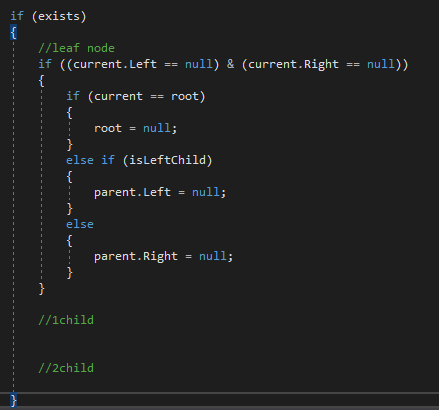 if (exists)
{
//leaf node
if ((current.Left == null) & (current.Right == null))
{
if (current == root)
{
root = null;
}
else if (isLeftChild)
{
parent.Left = null;
}
else
{
parent.Right = null;
}
}
//1child
//2child
}